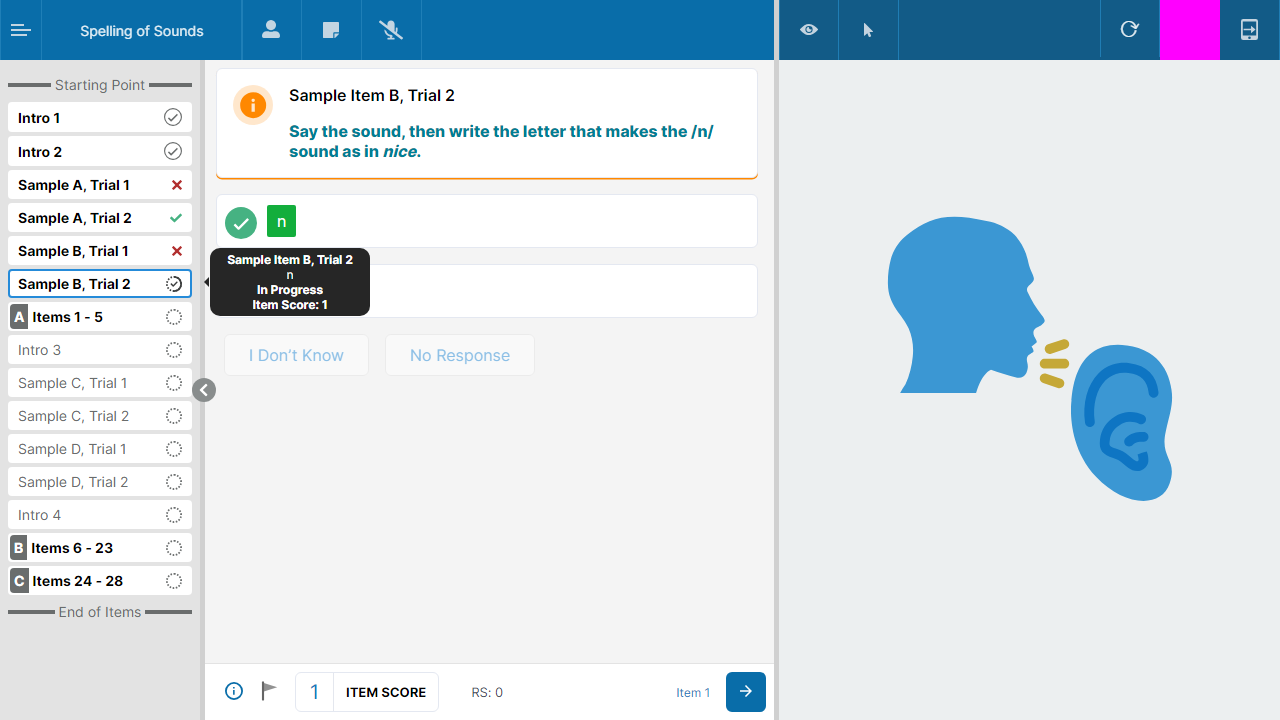 Spelling of Sounds
Starting Point
Intro 1
Intro 2
Sample A, Trial 1
Sample A, Trial 2
Sample B, Trial 1
Sample B, Trial 2
A Items 1 - 5
Intro 3
Sample C, Trial 1
Sample C, Trial 2
Sample D, Trial 1
Sample D, Trial 2
Intro 4
B Items 6 - 23
C Items 24 - 28
End of Items
Sample Item B, Trial 2
Say the sound, then write the letter that makes the /n/
sound as in nice.
n
Sample Item B, Trial 2
n
In Progress
Item Score: 1
I Don’t Know No Response
1 ITEM SCORE RS: 0 Item 1